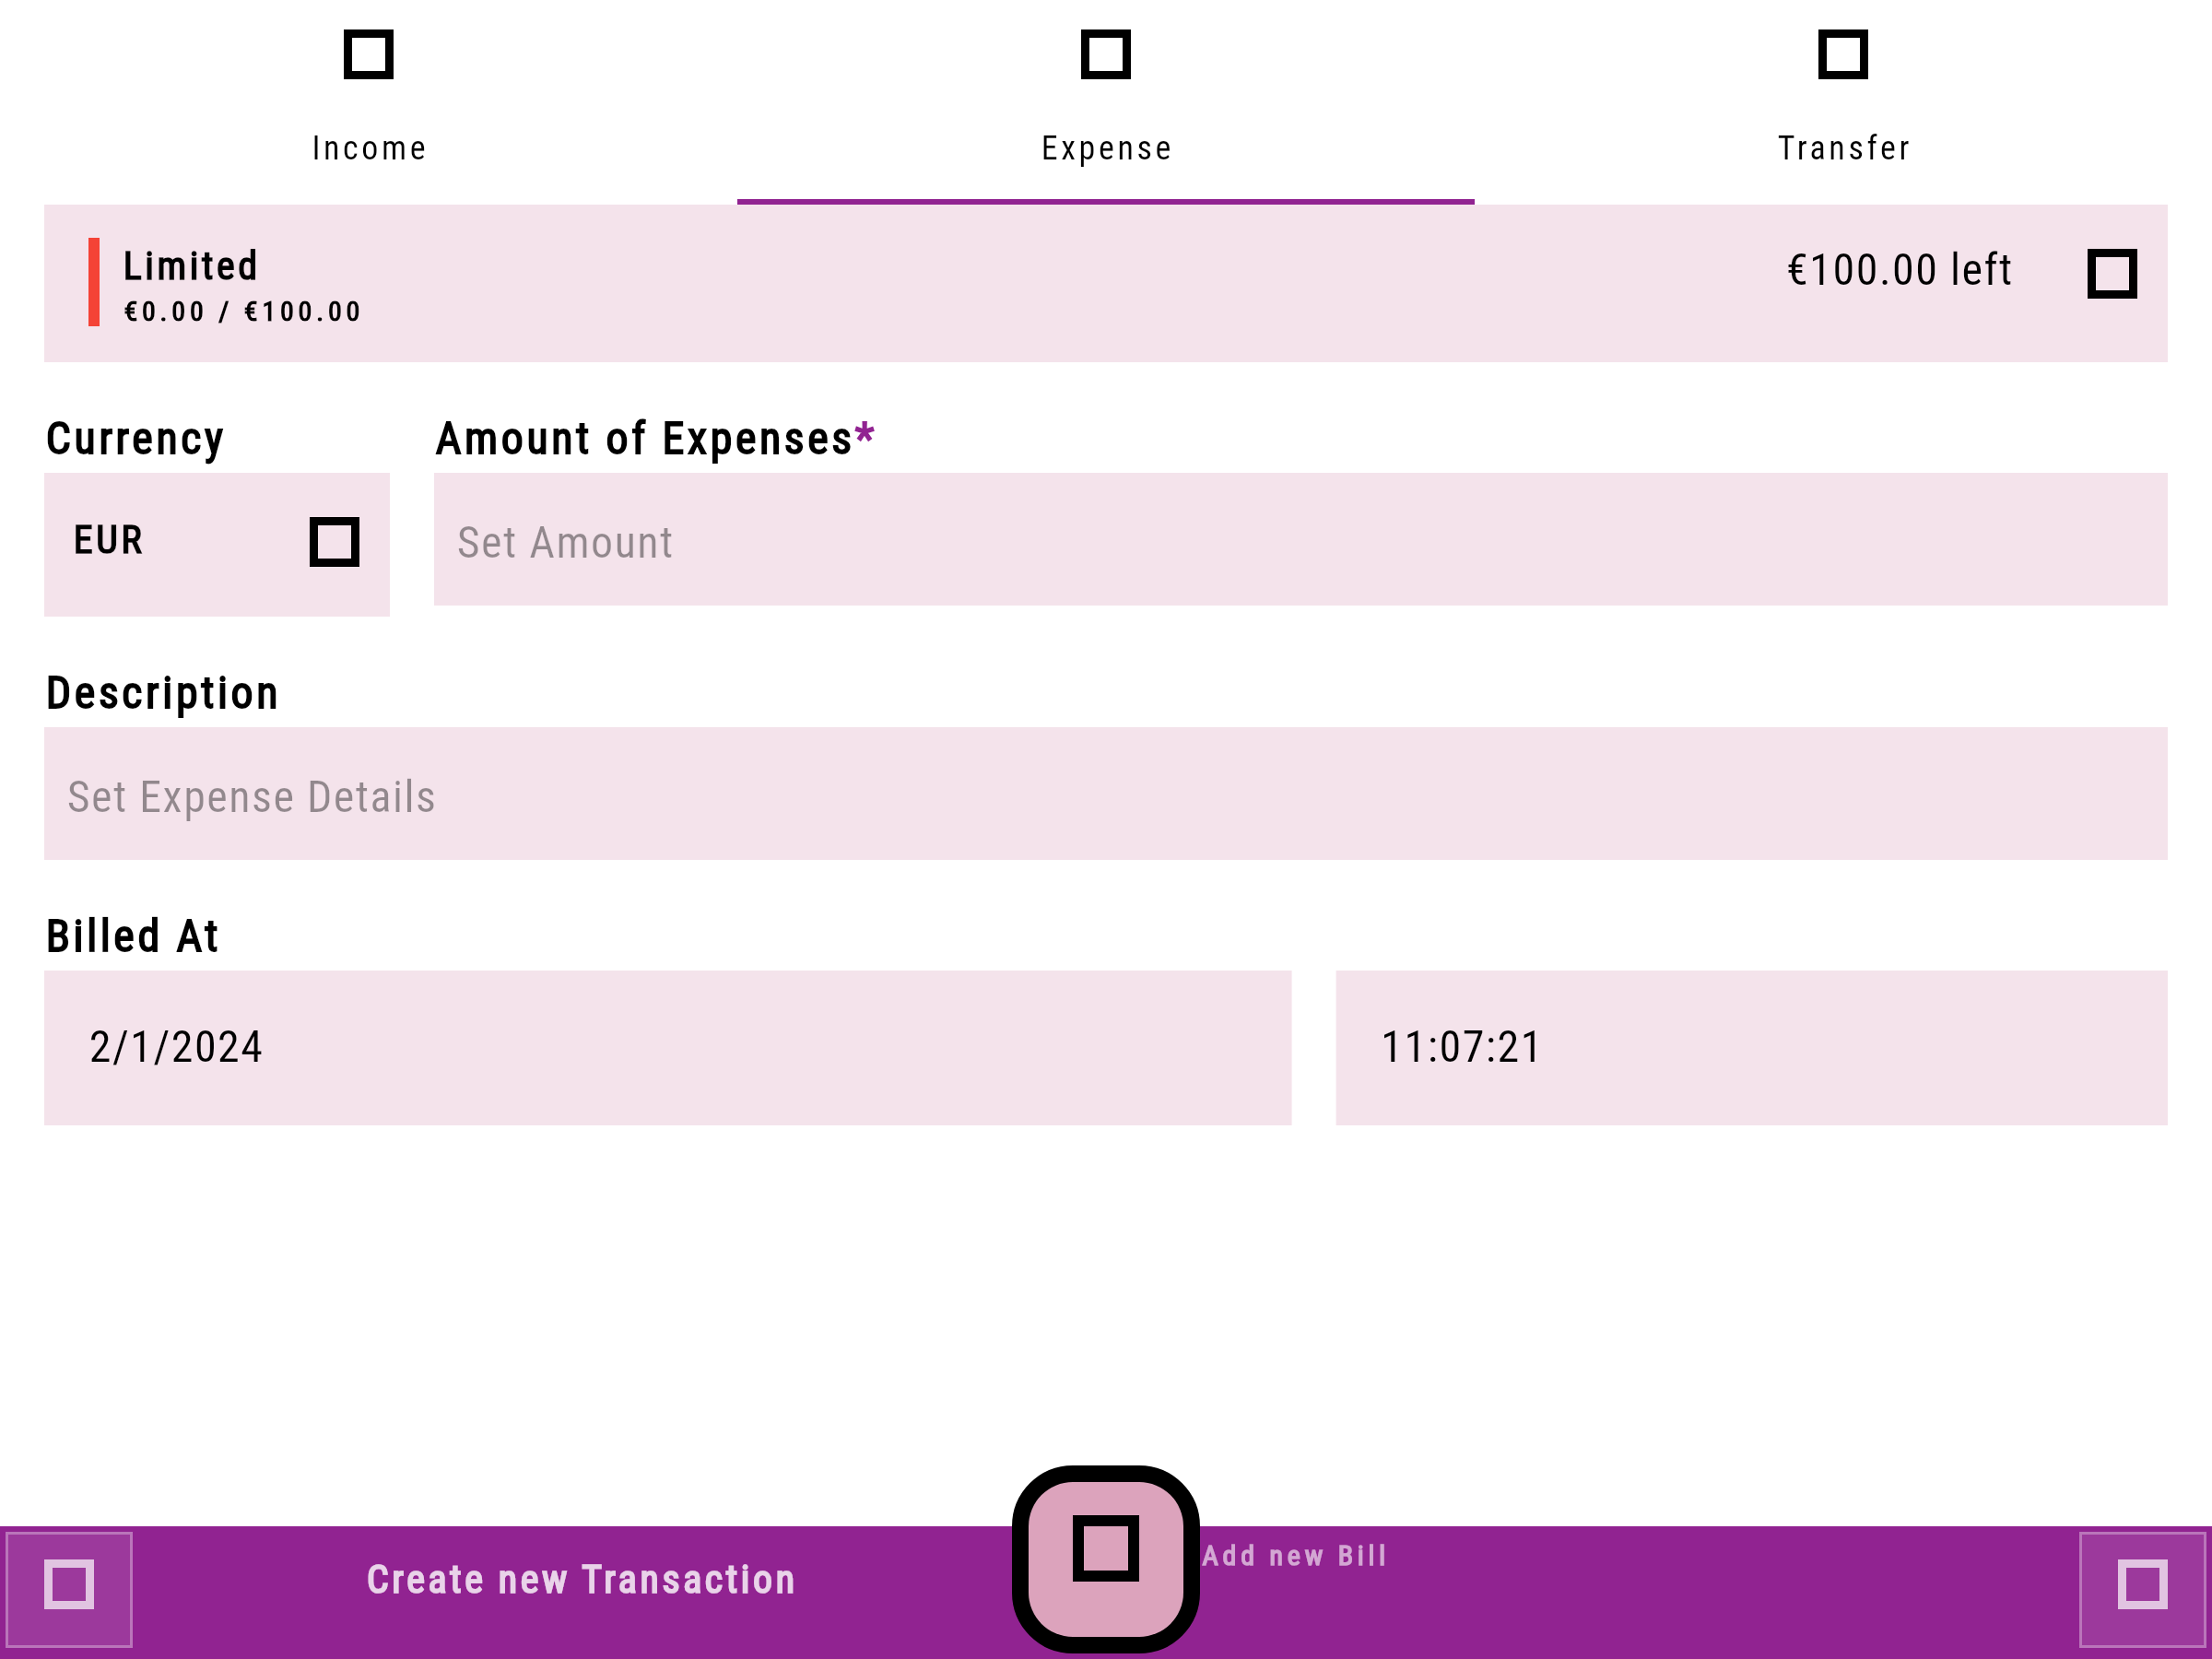 Income
Expense
Transfer
Limited
€0.00 / €100.00
€100.00 left
Currency
Amount of Expenses*
EUR
Set Amount
Description
Set Expense Details
Billed At
2/1/2024
11:07:21
Create new Transaction
Add new Bill